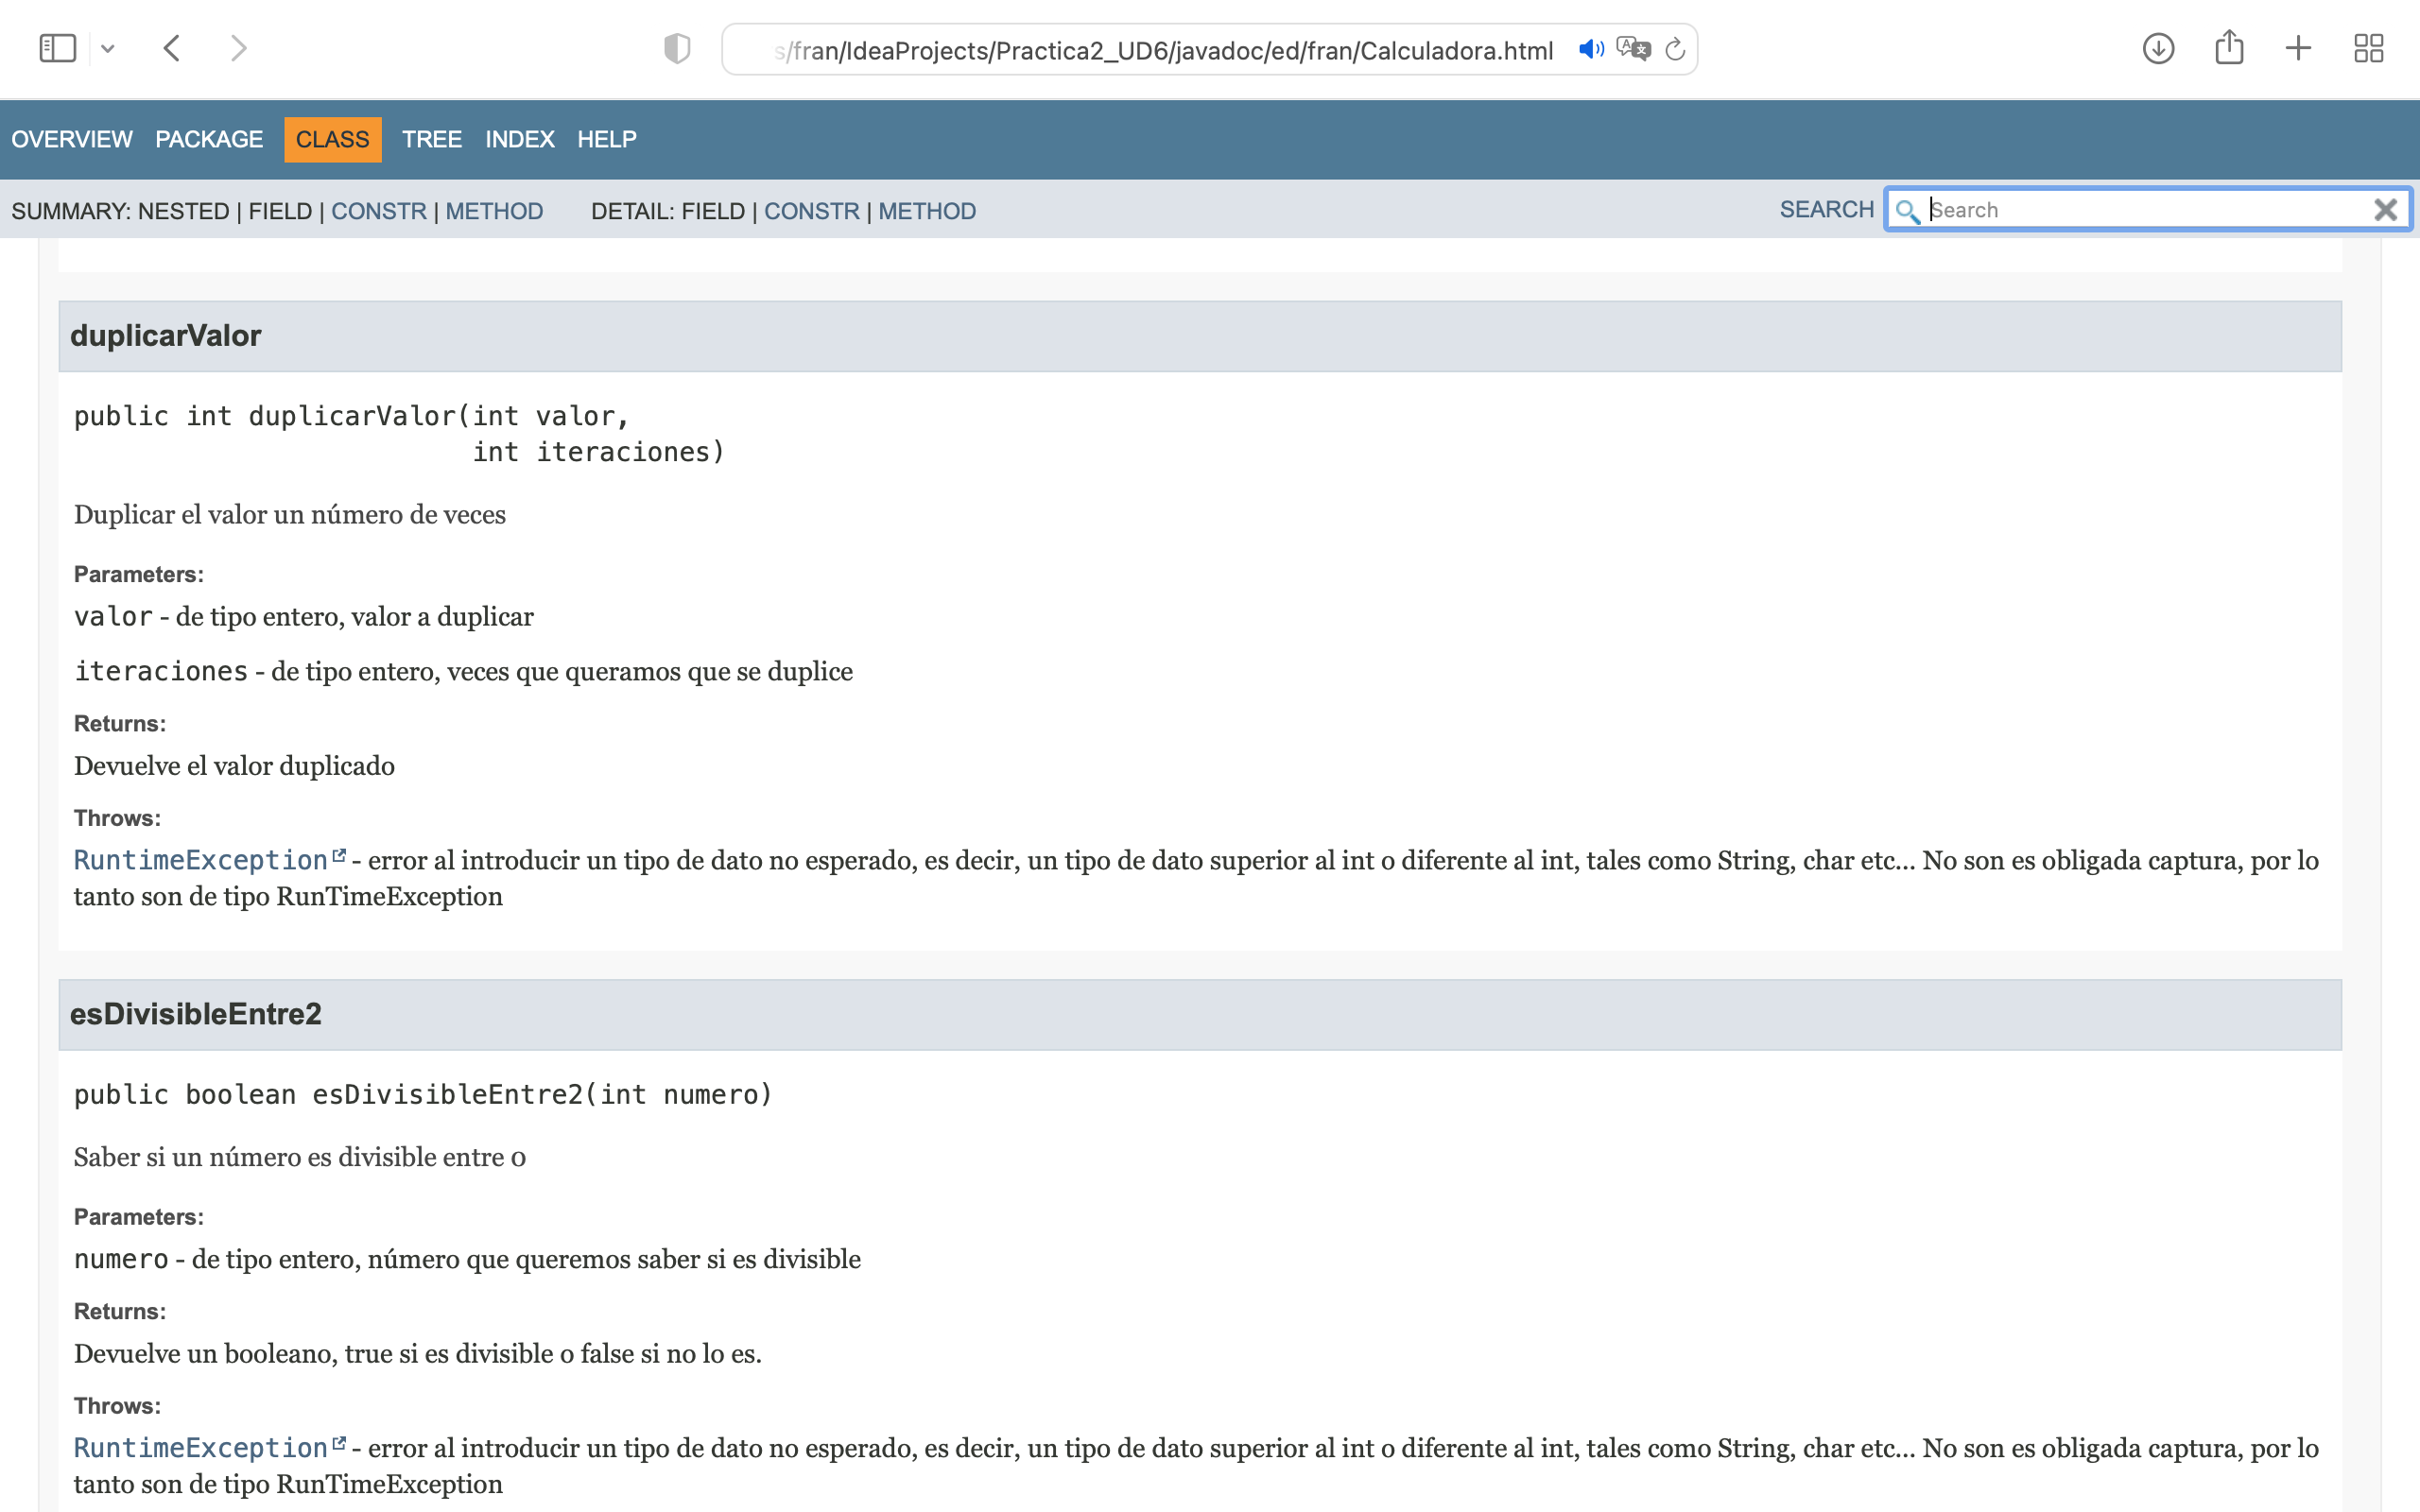 s/fran/IdeaProjects/Practica2_UD6/javadoc/ed/fran/Calculadora.html
OVERVIEW PACKAGE CLASS TREE INDEX HELP
SUMMARY: NESTED | FIELD | CONSTR | METHOD DETAIL: FIELD | CONSTR | METHOD SEARCH Search
duplicarValor
public int duplicarValor(int valor,
int iteraciones)
Duplicar el valor un número de veces
Parameters:
valor - de tipo entero, valor a duplicar
iteraciones - de tipo entero, veces que queramos que se duplice
Returns:
Devuelve el valor duplicado
Throws:
RuntimeException - error al introducir un tipo de dato no esperado, es decir, un tipo de dato superior al int o diferente al int, tales como String, char etc... No son es obligada captura, por lo
tanto son de tipo RunTimeException
esDivisibleEntre2
public boolean esDivisibleEntre2(int numero)
Saber si un número es divisible entre 0
Parameters:
numero - de tipo entero, número que queremos saber si es divisible
Returns:
Devuelve un booleano, true si es divisible o false si no lo es.
Throws:
RuntimeException - error al introducir un tipo de dato no esperado, es decir, un tipo de dato superior al int o diferente al int, tales como String, char etc... No son es obligada captura, por lo
tanto son de tipo RunTimeException